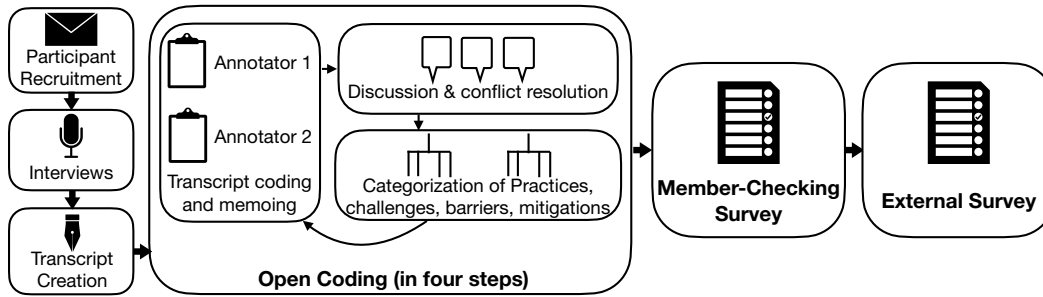 Participant
Recruitment
Interviews
Transcript
Creation
Annotator 1
Annotator 2
Transcript coding
and memoing
Discussion & conflict resolution
Categorization of Practices,
challenges, barriers, mitigations
Open Coding (in four steps)
Member-Checking
Survey
External Survey